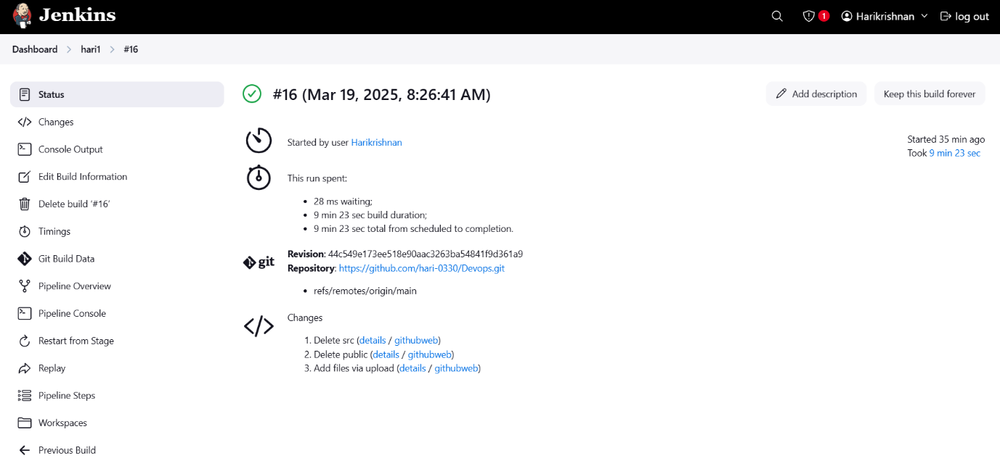 Jenkins
1
Harikrishnan
log out
Dashboard
hari1
#16
Status
Changes
Console Output
Edit Build Information
Delete build ‘#16’
Timings
Git Build Data
Pipeline Overview
Pipeline Console
Restart from Stage
Replay
Pipeline Steps
Workspaces
Previous Build
#16 (Mar 19, 2025, 8:26:41 AM)
Add description
Keep this build forever
Started by user Harikrishnan
Started 35 min ago
Took 9 min 23 sec
This run spent:
• 28 ms waiting;
• 9 min 23 sec build duration;
• 9 min 23 sec total from scheduled to completion.
git
Revision: 44c549e173ee518e90aac3263ba54841f9d361a9
Repository: https://github.com/hari-0330/Devops.git
• refs/remotes/origin/main
Changes
1. Delete src (details / githubweb)
2. Delete public (details / githubweb)
3. Add files via upload (details / githubweb)